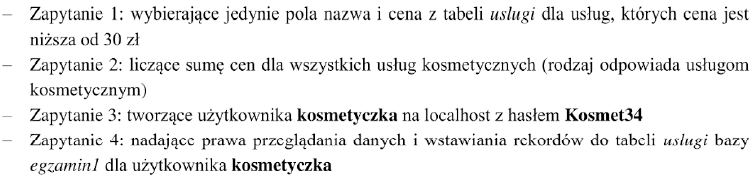 – Zapytanie 1: wybierające jedynie pola nazwa i cena z tabeli uslugi dla usług, których cena jest
niższa od 30 zł
– Zapytanie 2: liczące sumę cen dla wszystkich usług kosmetycznych (rodzaj odpowiada usługom
kosmetycznym)
– Zapytanie 3: tworzące użytkownika kosmetyczka na localhost z hasłem Kosmet34
– Zapytanie 4: nadające prawa przeglądania danych i wstawiania rekordów do tabeli uslugi bazy
egzamin1 dla użytkownika kosmetyczka